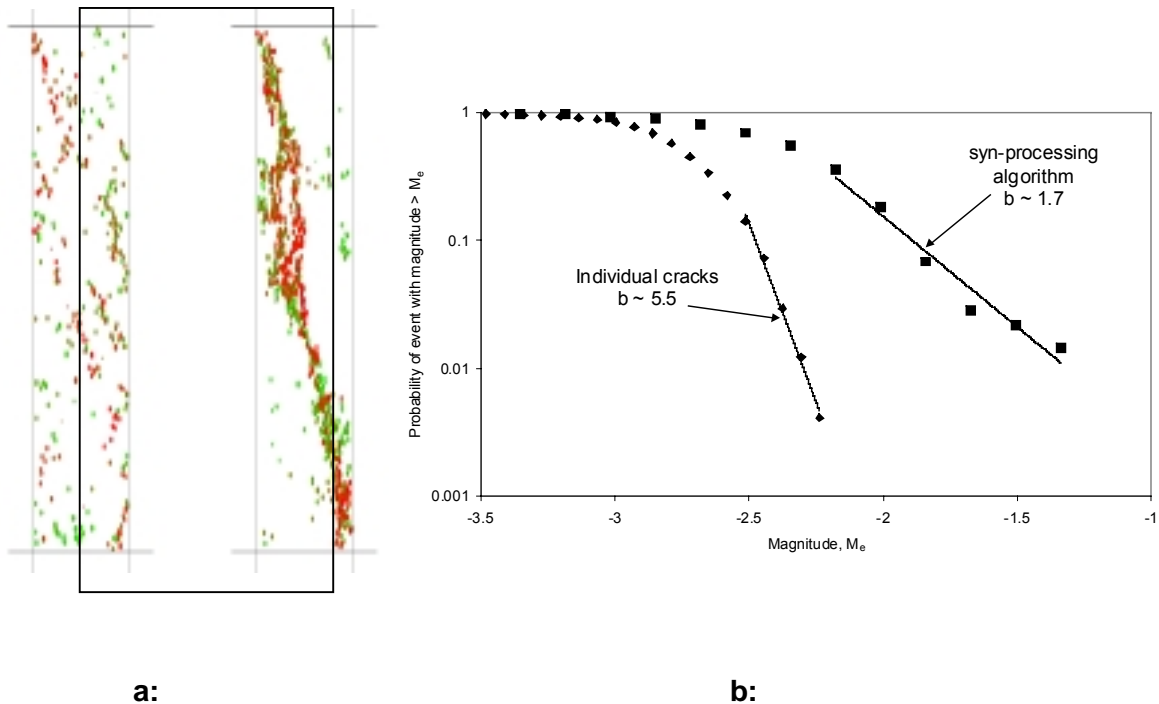 Probability of event with magnitude > Me
1
0.1
0.01
0.001
syn-processing
algorithm
b ~ 1.7
Individual cracks
b ~ 5.5
-3.5
-3
-2.5
-2
-1.5
-1
Magnitude, Me
a:
b: